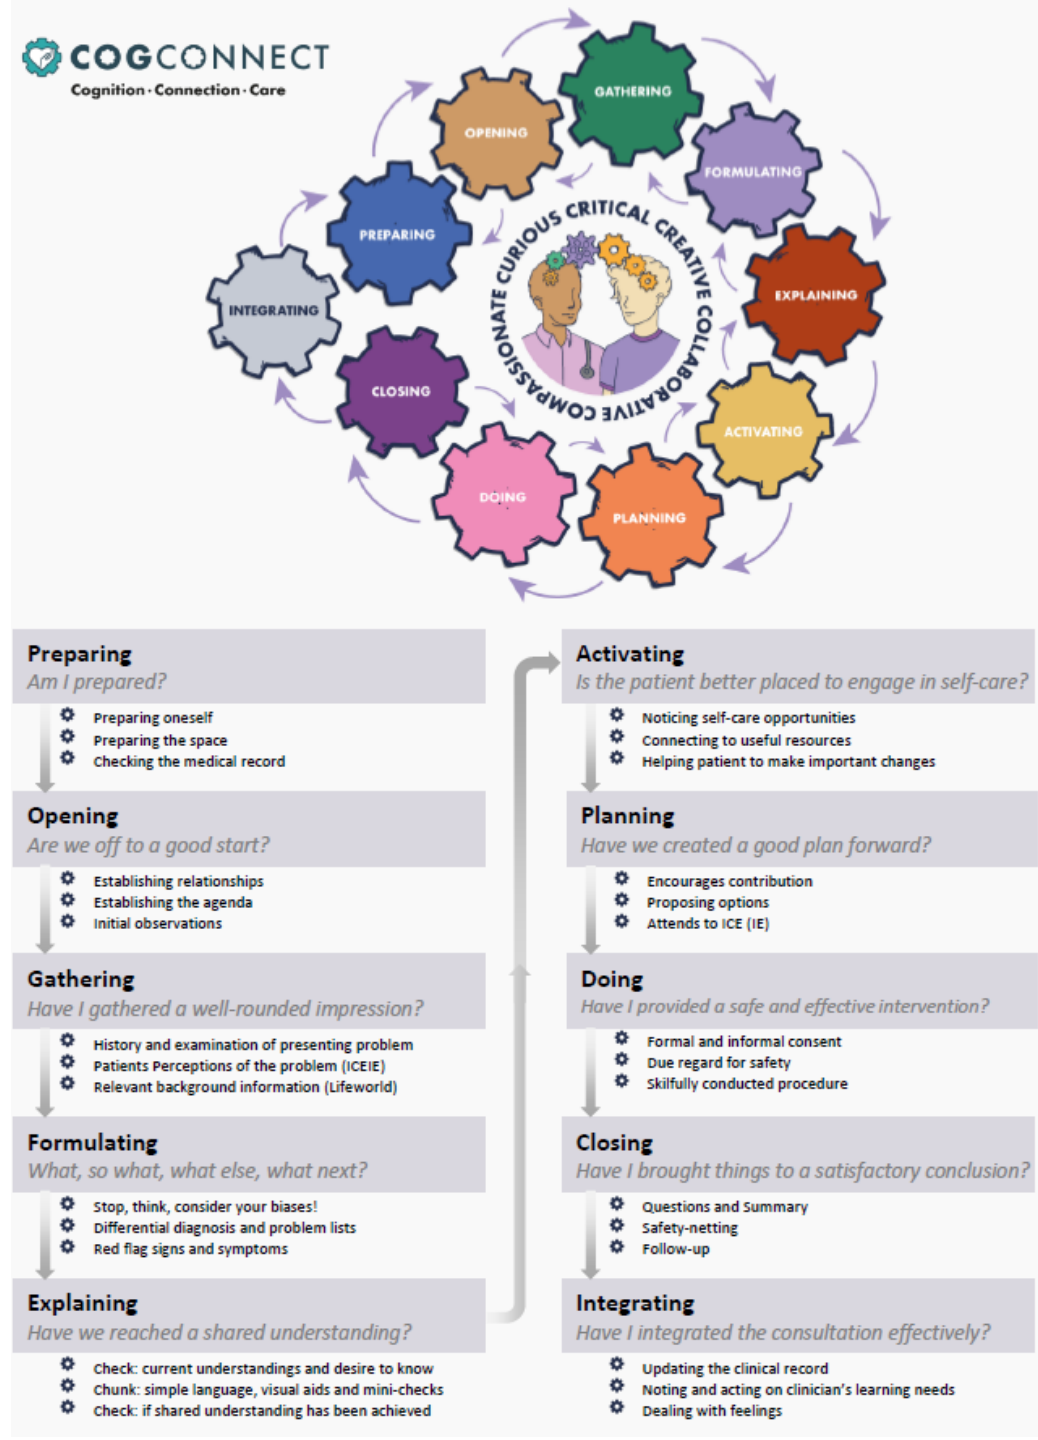 COGCONNECT
Cognition · Connection · Care
GATHERING
OPENING
FORMULATING
PREPARING
EXPLAINING
INTEGRATING
CLOSING
ACTIVATING
DOING
PLANNING
COMPASSIONATE CURIOUS CRITICAL CREATIVE COLLABORATIVE
Preparing
Am I prepared?
Preparing oneself
Preparing the space
Checking the medical record
Opening
Are we off to a good start?
Establishing relationships
Establishing the agenda
Initial observations
Gathering
Have I gathered a well-rounded impression?
History and examination of presenting problem
Patients Perceptions of the problem (ICEIE)
Relevant background information (Lifeworld)
Formulating
What, so what, what else, what next?
Stop, think, consider your biases!
Differential diagnosis and problem lists
Red flag signs and symptoms
Explaining
Have we reached a shared understanding?
Check: current understandings and desire to know
Chunk: simple language, visual aids and mini-checks
Check: if shared understanding has been achieved
Activating
Is the patient better placed to engage in self-care?
Noticing self-care opportunities
Connecting to useful resources
Helping patient to make important changes
Planning
Have we created a good plan forward?
Encourages contribution
Proposing options
Attends to ICE (IE)
Doing
Have I provided a safe and effective intervention?
Formal and informal consent
Due regard for safety
Skilfully conducted procedure
Closing
Have I brought things to a satisfactory conclusion?
Questions and Summary
Safety-netting
Follow-up
Integrating
Have I integrated the consultation effectively?
Updating the clinical record
Noting and acting on clinician's learning needs
Dealing with feelings